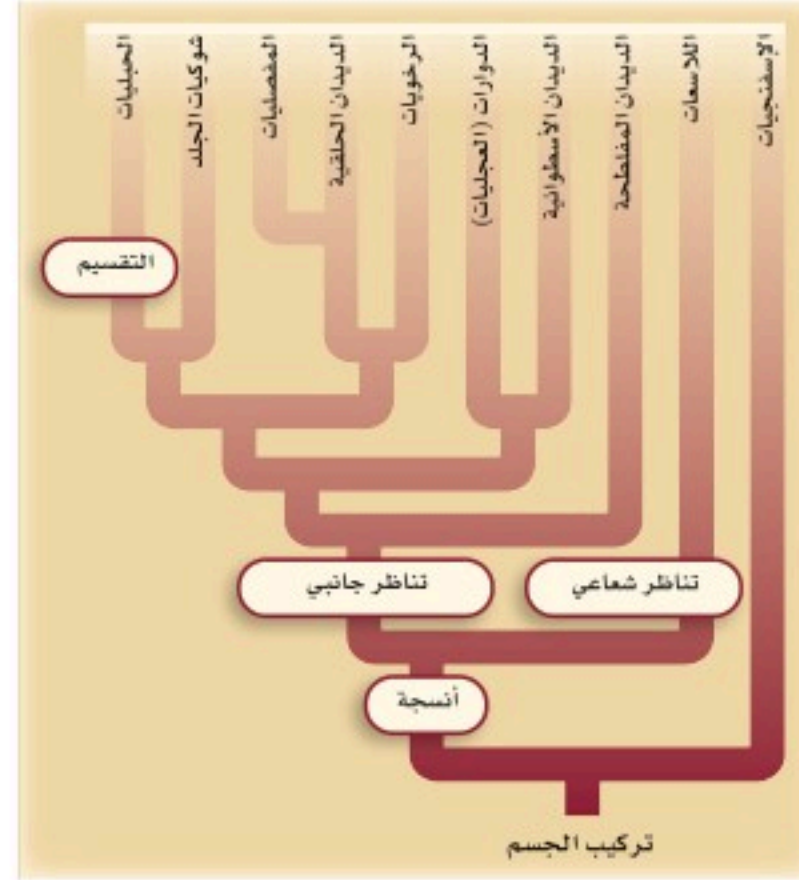 الإسفنجيات
اللاسعات
الديدان المفلطحة
الديدان الأسطوانية
الدوارات (العجليات)
الرخويات
الديدان الحلقية
المفصليات
شوكيات الجلد
الحبليات
التقسيم
تناظر شعاعي
تناظر جانبي
أنسجة
تركيب الجسم